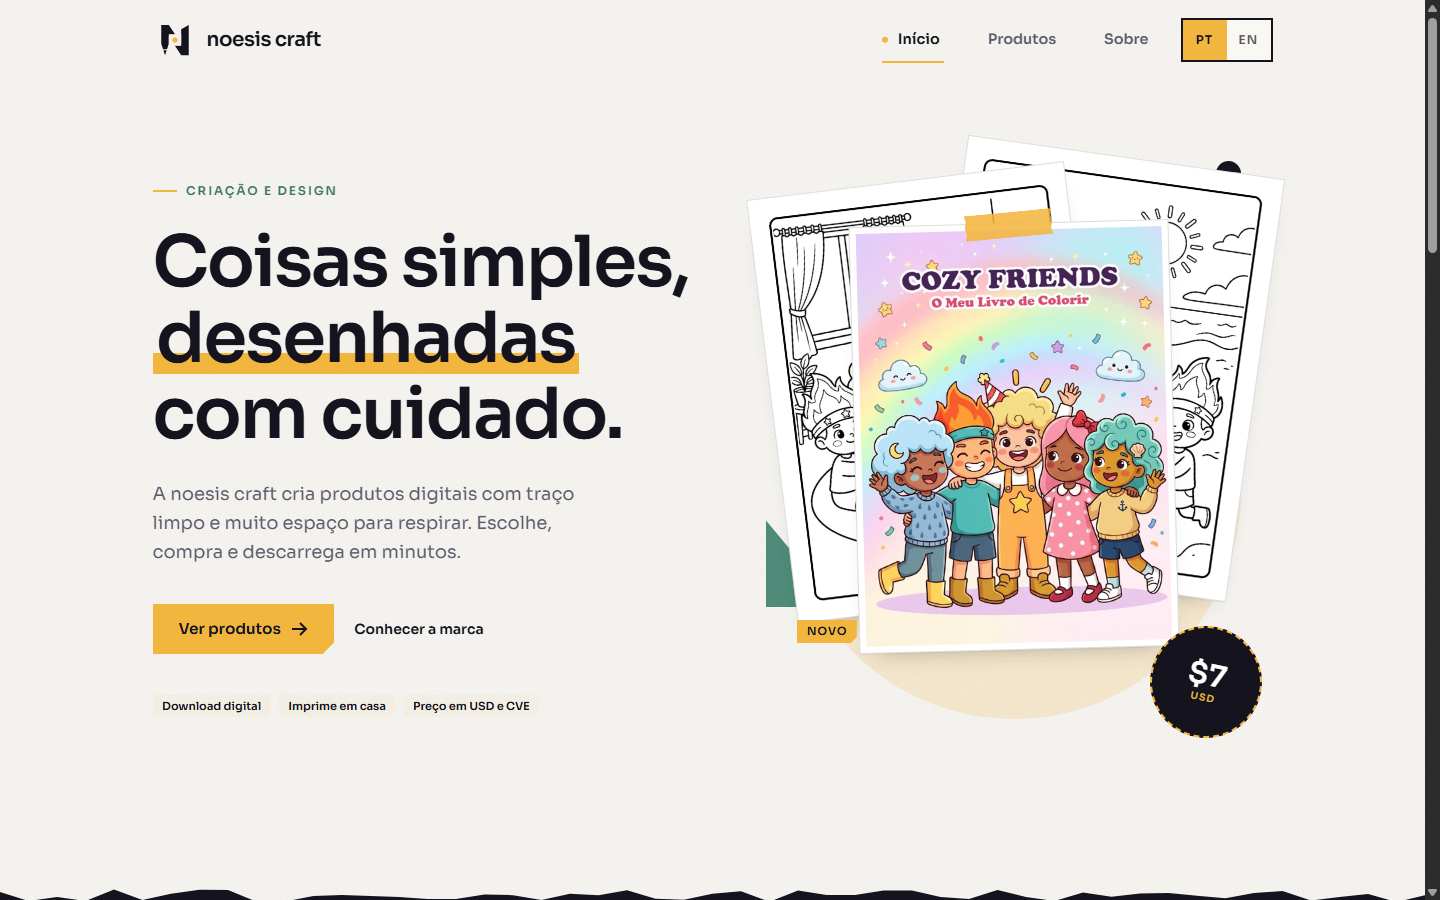 noesis craft
Início
Produtos
Sobre
PT
EN
CRIAÇÃO E DESIGN
Coisas simples,
desenhadas
com cuidado.
A noesis craft cria produtos digitais com traço
limpo e muito espaço para respirar. Escolhe,
compra e descarrega em minutos.
Ver produtos
Conhecer a marca
Download digital
Imprime em casa
Preço em USD e CVE
COZY FRIENDS
O Meu Livro de Colorir
NOVO
$7
USD